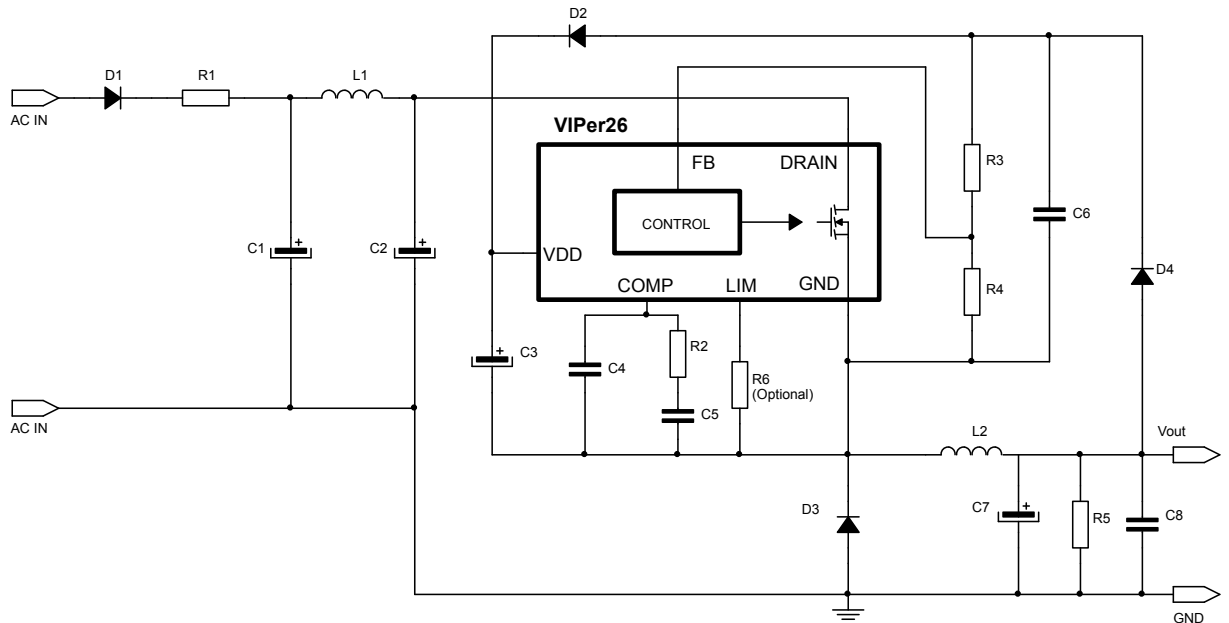 D2
D1
R1
L1
AC IN
VIPer26
FB
DRAIN
R3
CONTROL
C6
C1
+
C2
+
VDD
D4
COMP
LIM
GND
R4
+
C3
R2
C4
R6
(Optional)
C5
AC IN
L2
Vout
D3
C7
+
R5
C8
GND